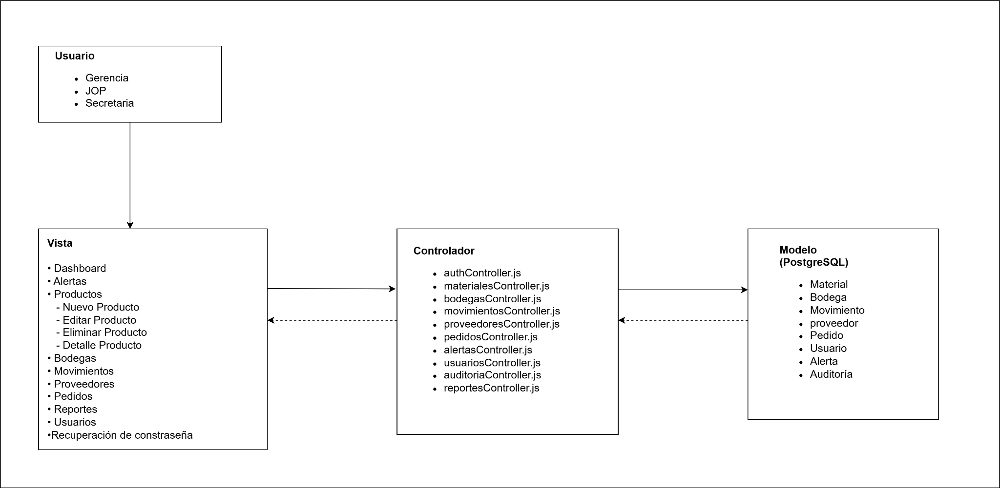 Usuario
• Gerencia
• JOP
• Secretaria
Vista
• Dashboard
• Alertas
• Productos
- Nuevo Producto
- Editar Producto
- Eliminar Producto
- Detalle Producto
• Bodegas
• Movimientos
• Proveedores
• Pedidos
• Reportes
• Usuarios
•Recuperación de constraseña
Controlador
• authController.js
• materialesController.js
• bodegasController.js
• movimientosController.js
• proveedoresController.js
• pedidosController.js
• alertasController.js
• usuariosController.js
• auditoriaController.js
• reportesController.js
Modelo
(PostgreSQL)
• Material
• Bodega
• Movimiento
• proveedor
• Pedido
• Usuario
• Alerta
• Auditoría